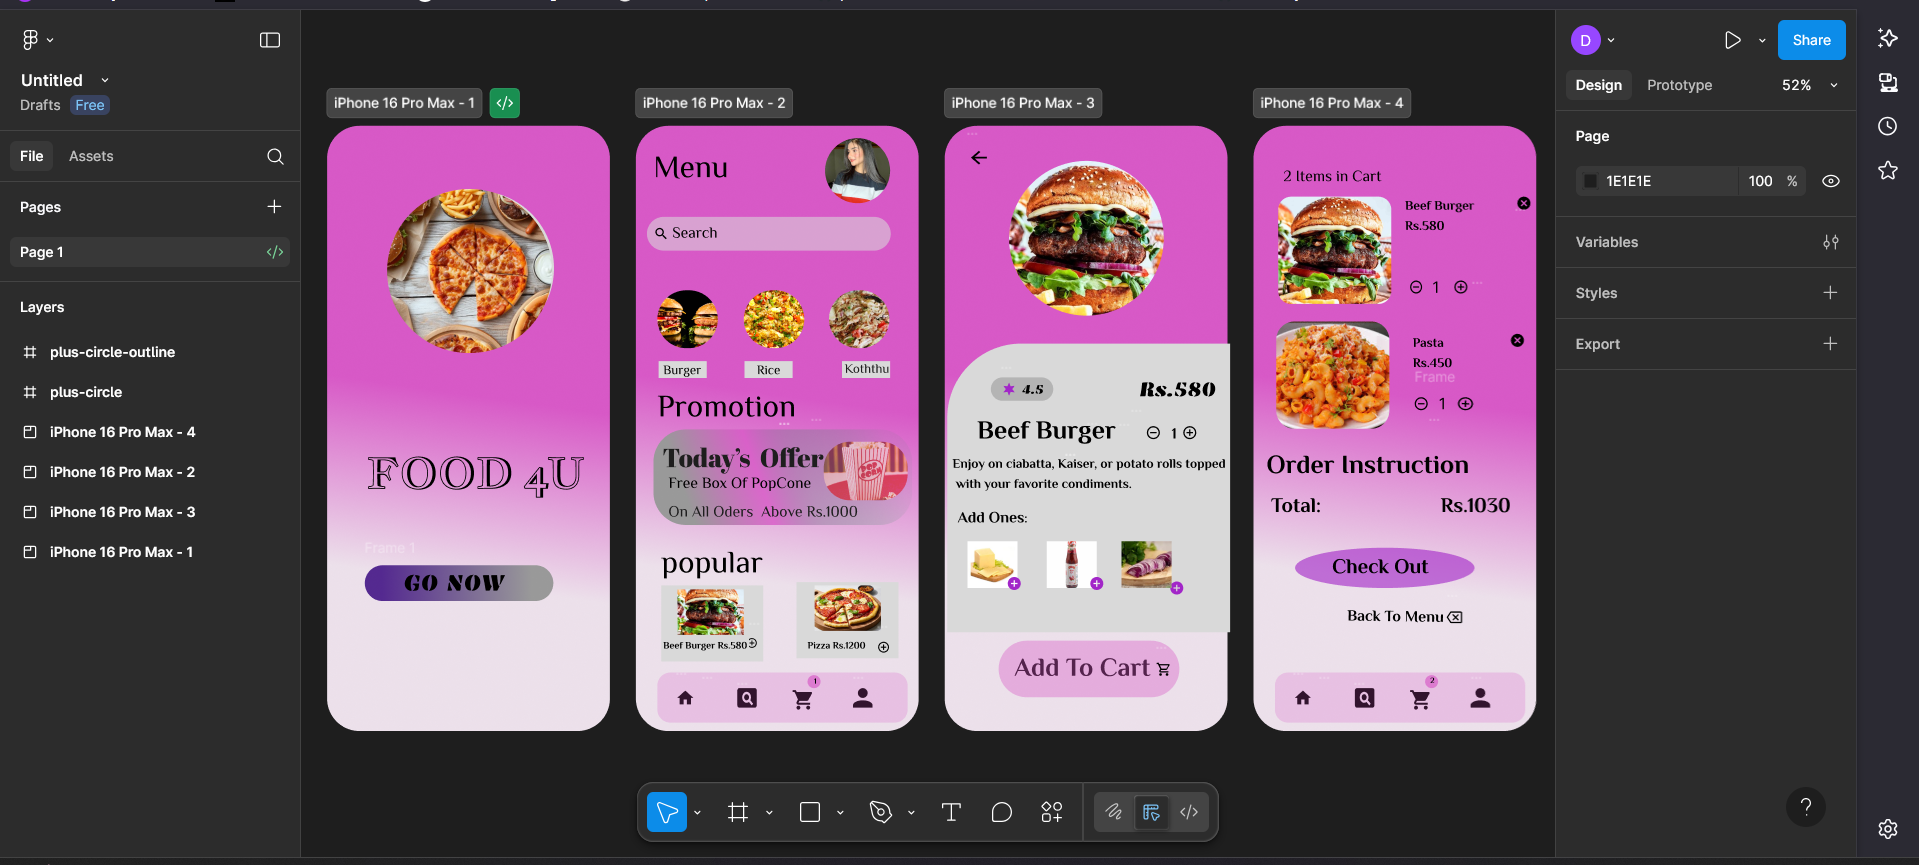 Untitled
Drafts Free
File Assets
Pages
Page 1
Layers
plus-circle-outline
plus-circle
iPhone 16 Pro Max - 4
iPhone 16 Pro Max - 2
iPhone 16 Pro Max - 3
iPhone 16 Pro Max - 1
iPhone 16 Pro Max - 1
FOOD 4U
Frame 1
GO NOW
iPhone 16 Pro Max - 2
Menu
Search
Burger Rice Koththu
Promotion
Today's Offer
Free Box Of PopCone
On All Oders Above Rs.1000
POP CORN
popular
Beef Burger Rs.580
Pizza Rs.1200
1
iPhone 16 Pro Max - 3
4.5 Rs.580
Beef Burger 1
Enjoy on ciabatta, Kaiser, or potato rolls topped
with your favorite condiments.
Add Ones:
Add To Cart
iPhone 16 Pro Max - 4
2 Items in Cart
Beef Burger
Rs.580
1
Pasta
Rs.450
Frame
1
Order Instruction
Total: Rs.1030
Check Out
Back To Menu
2
D
Share
Design Prototype 52%
Page
1E1E1E 100 %
Variables
Styles
Export
?